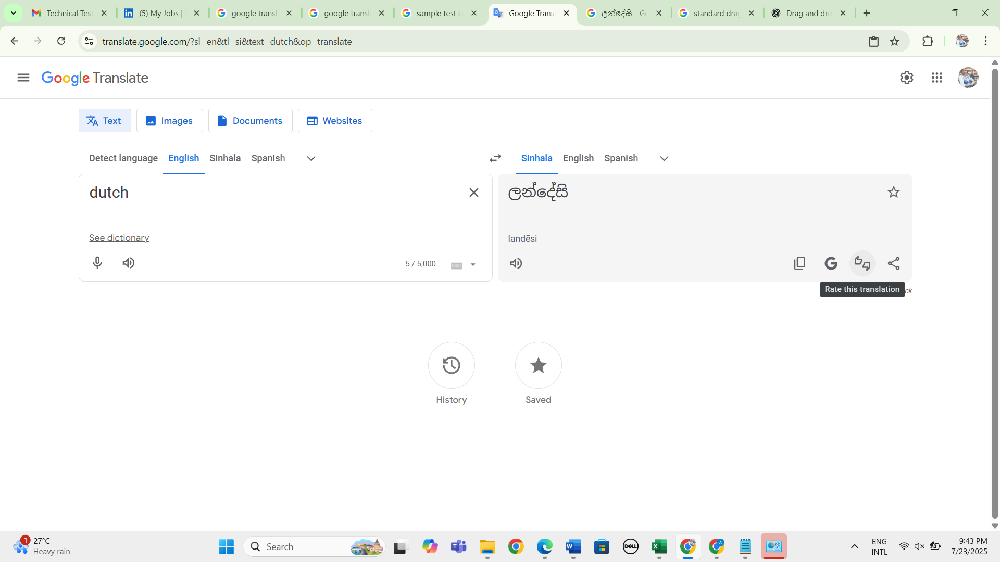 Technical Tes
(5) My Jobs |
google transl
google transl
sample test c
Google Transl
ලන්දේසි - Go
standard drag
Drag and dro
translate.google.com/?sl=en&tl=si&text=dutch&op=translate
Google Translate
Text
Images
Documents
Websites
Detect language
English
Sinhala
Spanish
Sinhala
English
Spanish
dutch
ලන්දේසි
See dictionary
landēsi
5 / 5,000
Rate this translation
ck
History
Saved
1
27°C
Heavy rain
Search
ENG
INTL
9:43 PM
7/23/2025